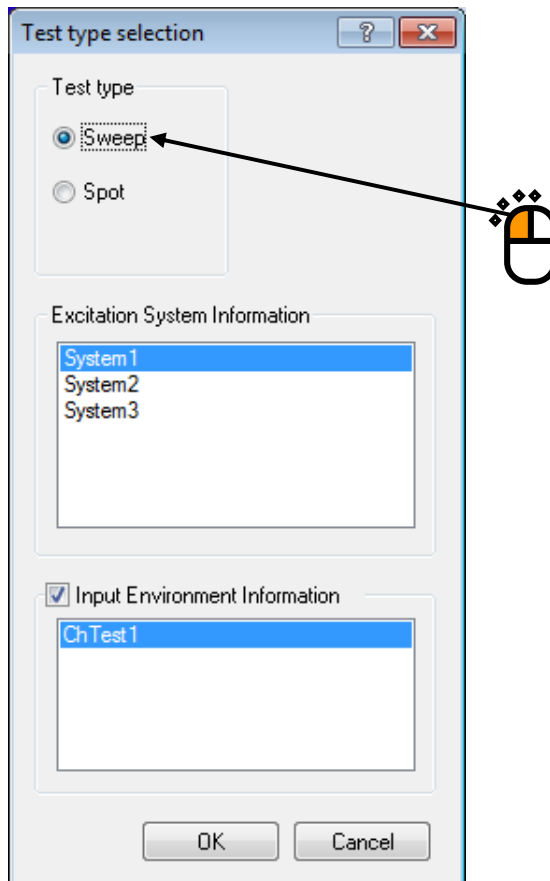 Test type selection
Test type
Sweep
Spot
Excitation System Information
System1
System2
System3
Input Environment Information
ChTest1
OK
Cancel